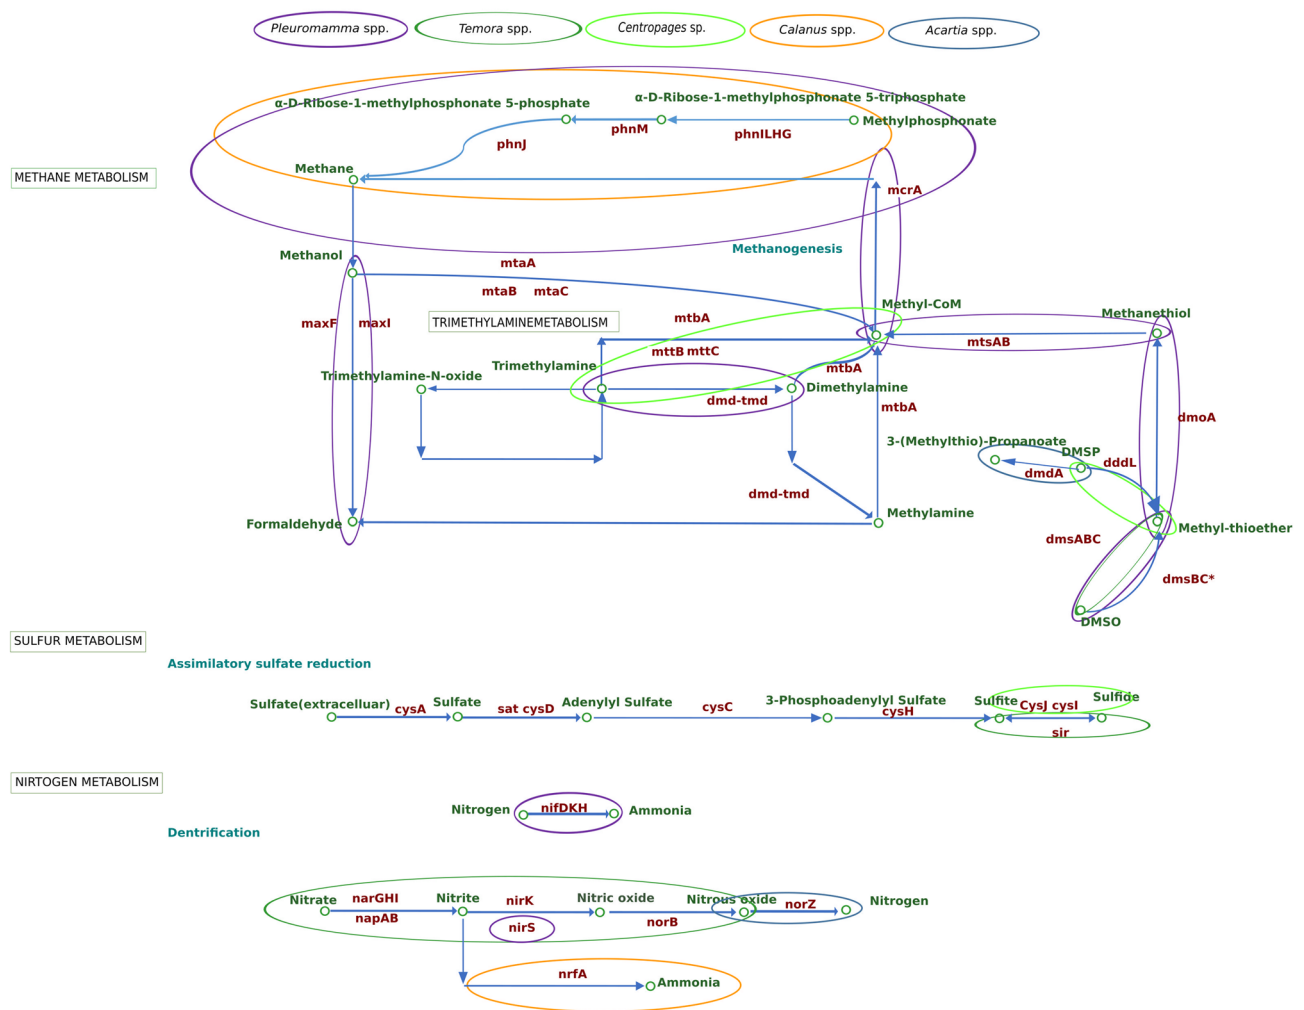 Pleuromamma spp.
Temora spp.
Centropages sp.
Calanus spp.
Acartia spp.
α-D-Ribose-1-methylphosphonate 5-phosphate
α-D-Ribose-1-methylphosphonate 5-triphosphate
phnM
phnILHG
Methylphosphonate
phnJ
METHANE METABOLISM
Methane
mcrA
Methanogenesis
Methanol
mtaA
mtaB mtaC
Methyl-CoM
Methanethiol
maxF
maxI
TRIMETHYLAMINEMETABOLISM
mtbA
mtsAB
mttB mttC
Trimethylamine
mtbA
Trimethylamine-N-oxide
Dimethylamine
dmd-tmd
mtbA
dmoA
3-(Methylthio)-Propanoate
DMSP
dddL
dmdA
dmd-tmd
Methylamine
Formaldehyde
Methyl-thioether
dmsABC
dmsBC*
DMSO
SULFUR METABOLISM
Assimilatory sulfate reduction
Sulfate(extracelluar)
cysA
Sulfate
sat cysD
Adenylyl Sulfate
cysC
3-Phosphoadenylyl Sulfate
cysH
Sulfite
CysJ cysI
Sulfide
sir
NIRTOGEN METABOLISM
Nitrogen
nifDKH
Ammonia
Dentrification
Nitrate
narGHI
napAB
Nitrite
nirK
nirS
Nitric oxide
norB
Nitrous oxide
norZ
Nitrogen
nrfA
Ammonia